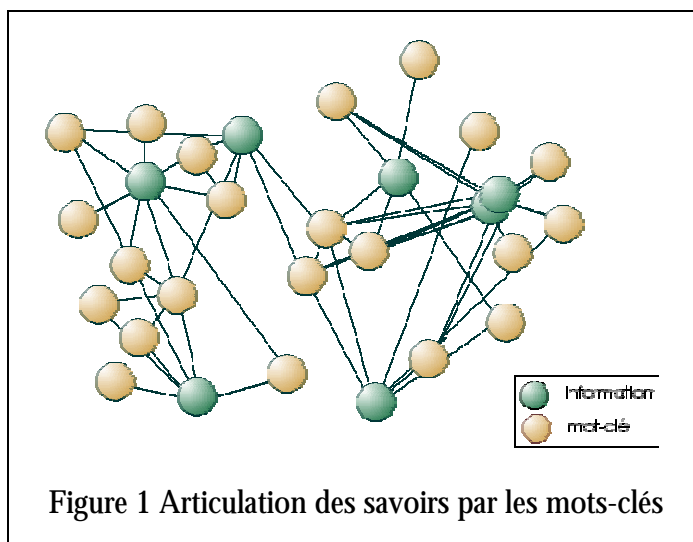 Information
mot-clé
Figure 1 Articulation des savoirs par les mots-clés